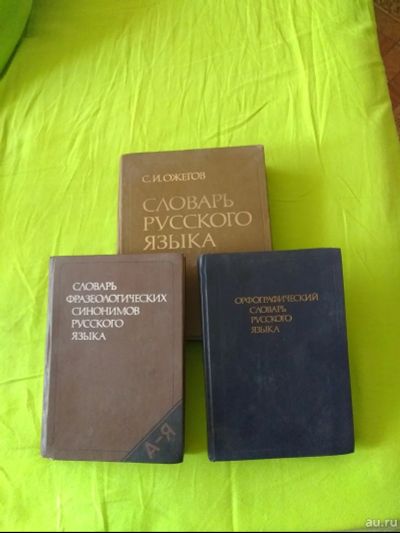 С.И.ОЖЕГОВ
СЛОВАРЬ
РУССКОГО
ЯЗЫКА
СЛОВАРЬ
ФРАЗЕОЛОГИЧЕСКИХ
СИНОНИМОВ
РУССКОГО
ЯЗЫКА
А–Я
ОРФОГРАФИЧЕСКИЙ
СЛОВАРЬ
РУССКОГО
ЯЗЫКА
au.ru